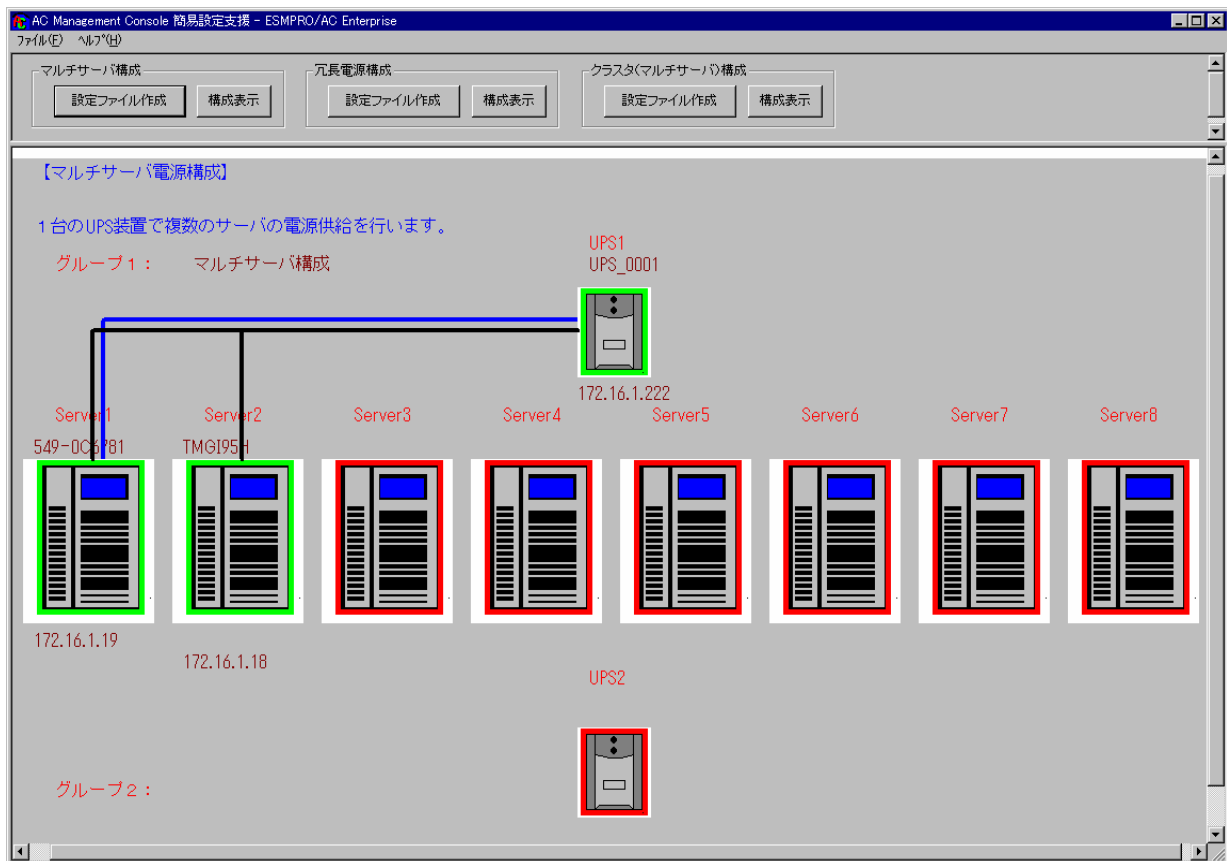 AC Management Console 簡易設定支援 - ESMPRO/AC Enterprise
ファイル(F) ヘルプ(H)
マルチサーバ構成 冗長電源構成 クラスタ(マルチサーバ)構成
設定ファイル作成 構成表示 設定ファイル作成 構成表示 設定ファイル作成 構成表示
【マルチサーバ電源構成】
1台のUPS装置で複数のサーバの電源供給を行います。
UPS1
グループ1: マルチサーバ構成 UPS_0001
172.16.1.222
Server1 Server2 Server3 Server4 Server5 Server6 Server7 Server8
549-0C6781 TMGI95H
172.16.1.19
172.16.1.18
UPS2
グループ2: